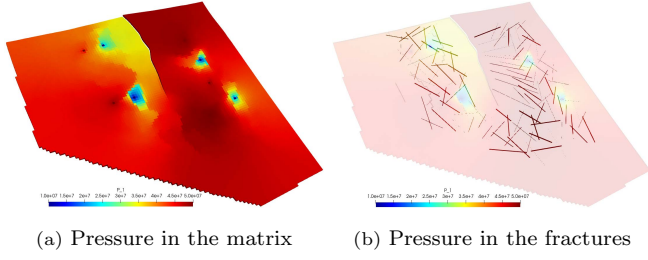 P_1
1.0e+07 1.5e+7 2e+7 2.5e+7 3e+7 3.5e+7 4e+7 4.5e+7 5.0e+07
P_1
1.0e+07 1.5e+7 2e+7 2.5e+7 3e+7 3.5e+7 4e+7 4.5e+7 5.0e+07
(a) Pressure in the matrix
(b) Pressure in the fractures